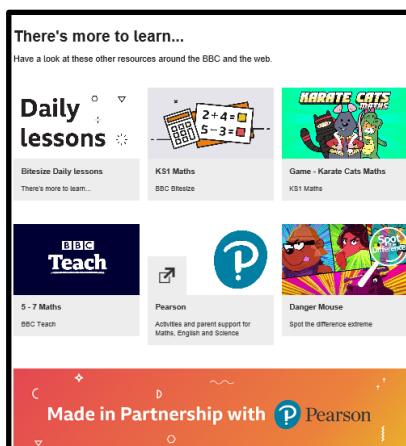 There's more to learn...
Have a look at these other resources around the BBC and the web.
Daily
lessons
Bitesize Daily lessons
There's more to learn...
2+4=
5-3=
KS1 Maths
BBC Bitesize
KARATE CATS
MATHS
Game - Karate Cats Maths
KS1 Maths
BBC
Teach
5 - 7 Maths
BBC Teach
Pearson
Activities and parent support for
Maths, English and Science
Spot
the
Difference
Danger Mouse
Spot the difference extreme
Made in Partnership with Pearson